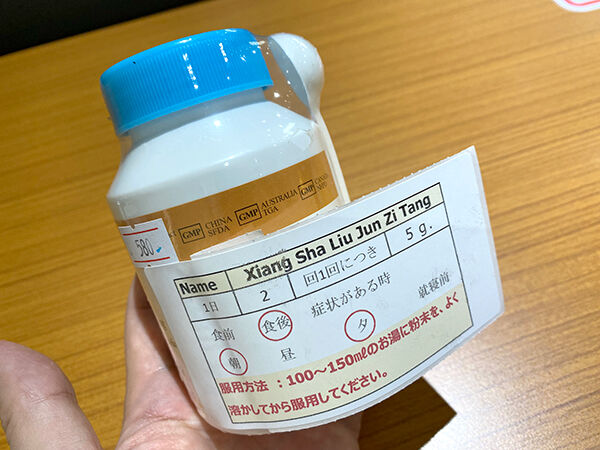 GMP CHINA SFDA
GMP AUSTRALIA TGA
GMP
580
Name Xiang Sha Liu Jun Zi Tang
1日 2 回1回につき 5 g.
症状がある時
食前 食後 就寝前
朝 昼 夕
服用方法 : 100～150㎖のお湯に粉末を、よく
溶かしてから服用してください。